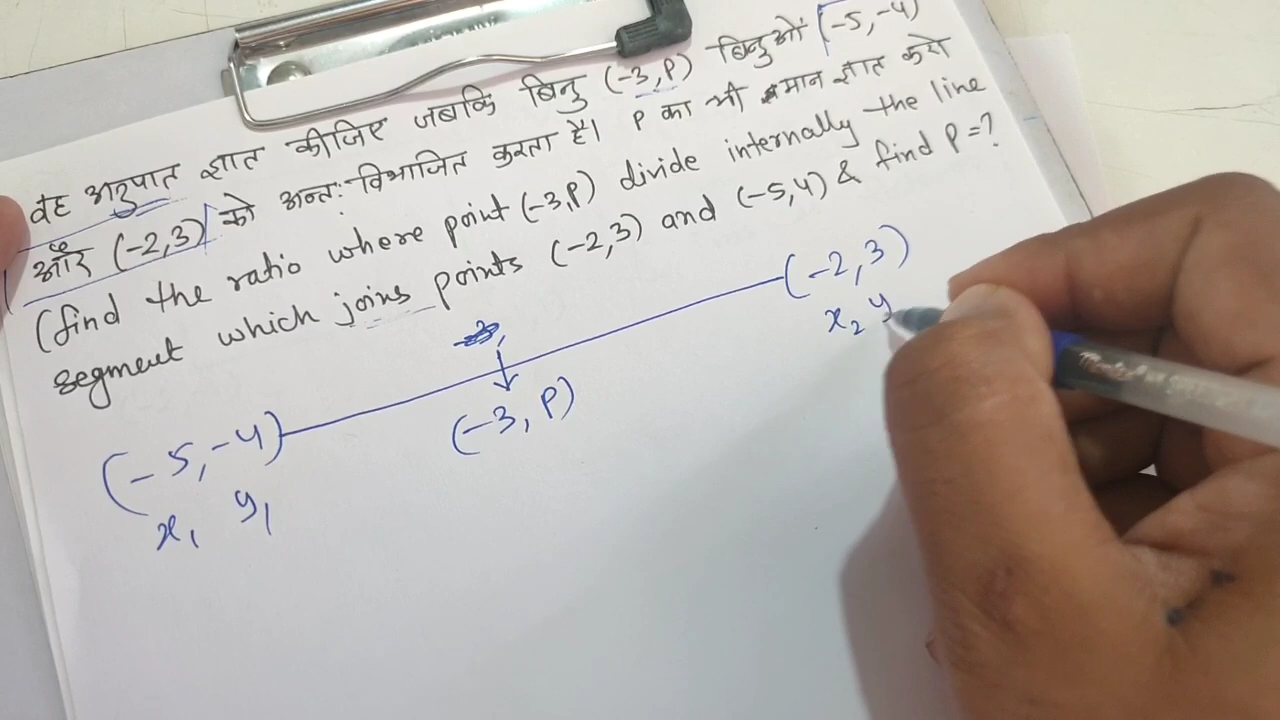 वह अनुपात ज्ञात कीजिए जबकि बिन्दु (-3, P) बिन्दुओं (-5, -4)
और (-2,3) को अन्तः विभाजित करता है। P का भी मान ज्ञात करो
(find the ratio where point (-3,P) divide internally the line
segment which joins points (-2,3) and (-5,4) & find P=?
(-2,3)
x₂ y
(-3, P)
(-5,-4)
x₁ y₁